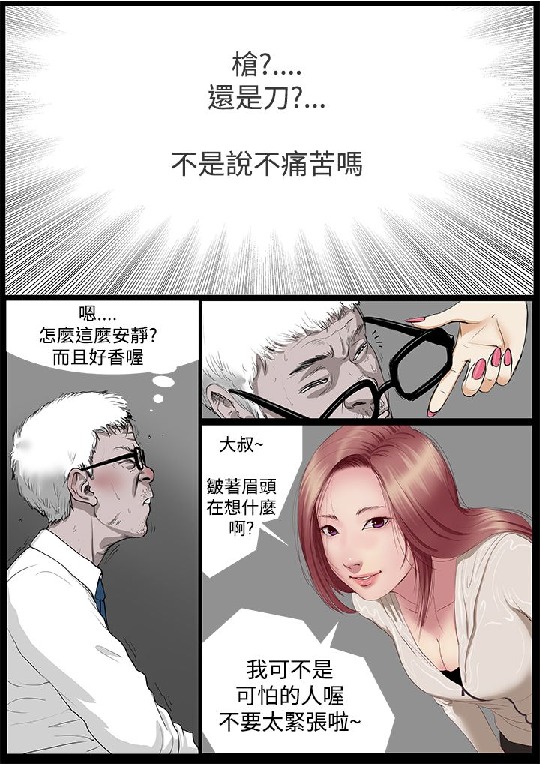 槍?....
還是刀?...
不是說不痛苦嗎
嗯....
怎麼這麼安靜?
而且好香喔
大叔~
皺著眉頭
在想什麼
啊?
我可不是
可怕的人喔
不要太緊張啦~